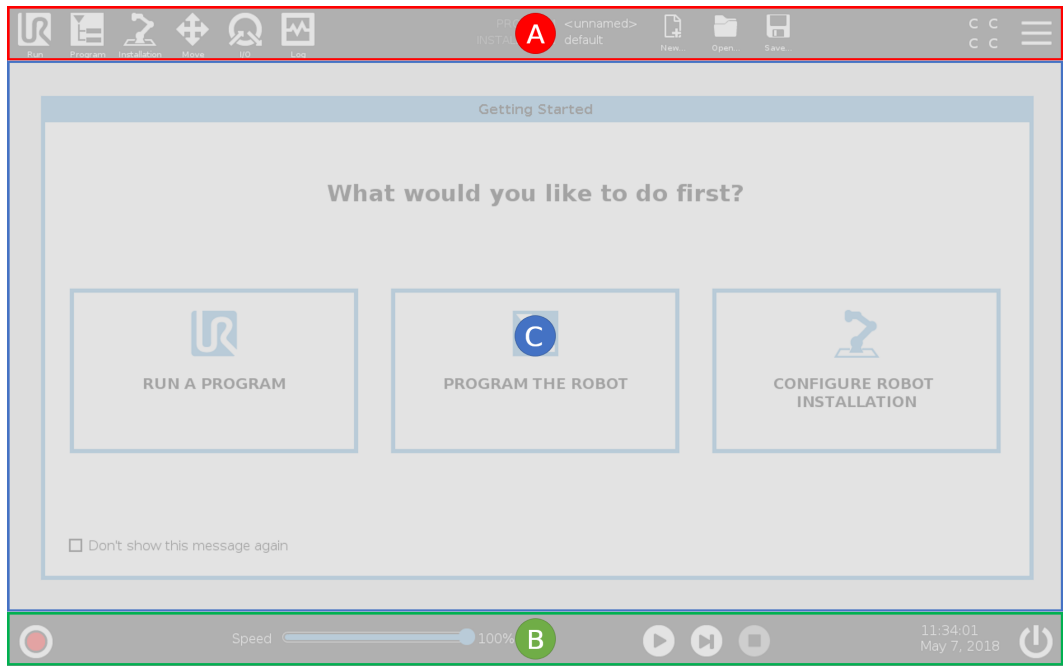 Run Program Installation Move I/O Log
PR <unnamed>
INSTAL default
New... Open... Save...
A
C C
C C
Getting Started
What would you like to do first?
C
RUN A PROGRAM
PROGRAM THE ROBOT
CONFIGURE ROBOT
INSTALLATION
Don't show this message again
Speed 100%
B
11:34:01
May 7, 2018